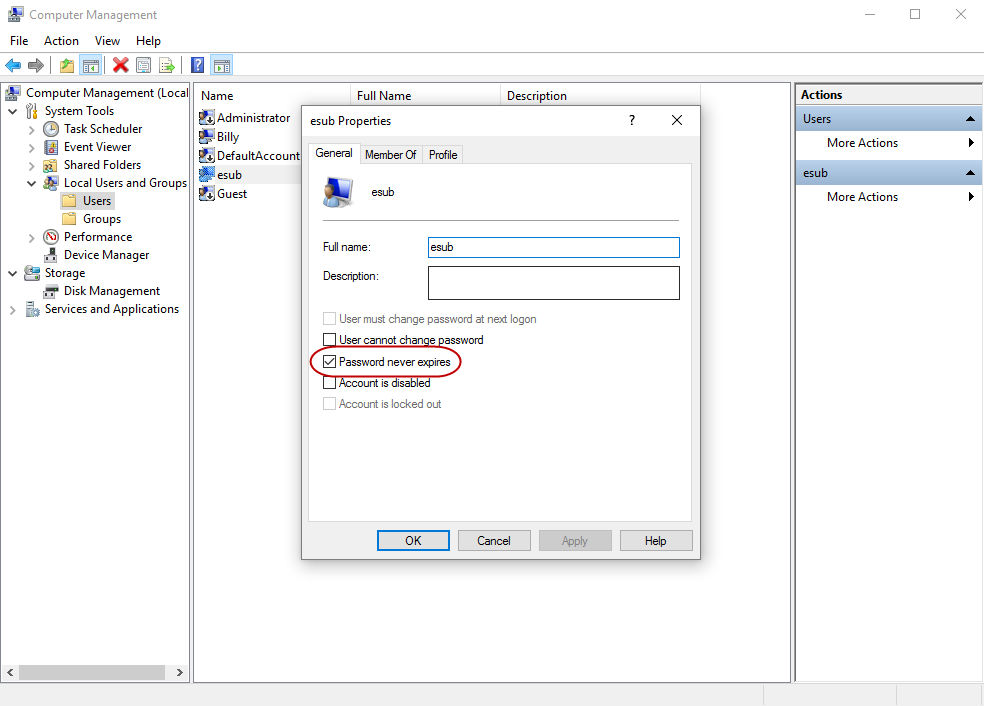 Computer Management
File Action View Help
Computer Management (Local
System Tools
Task Scheduler
Event Viewer
Shared Folders
Local Users and Groups
Users
Groups
Performance
Device Manager
Storage
Disk Management
Services and Applications
Name Full Name Description
Administrator
Billy
DefaultAccount
esub
Guest
esub Properties
?
General Member Of Profile
esub
Full name: esub
Description:
User must change password at next logon
User cannot change password
Password never expires
Account is disabled
Account is locked out
OK Cancel Apply Help
Actions
Users
More Actions
esub
More Actions